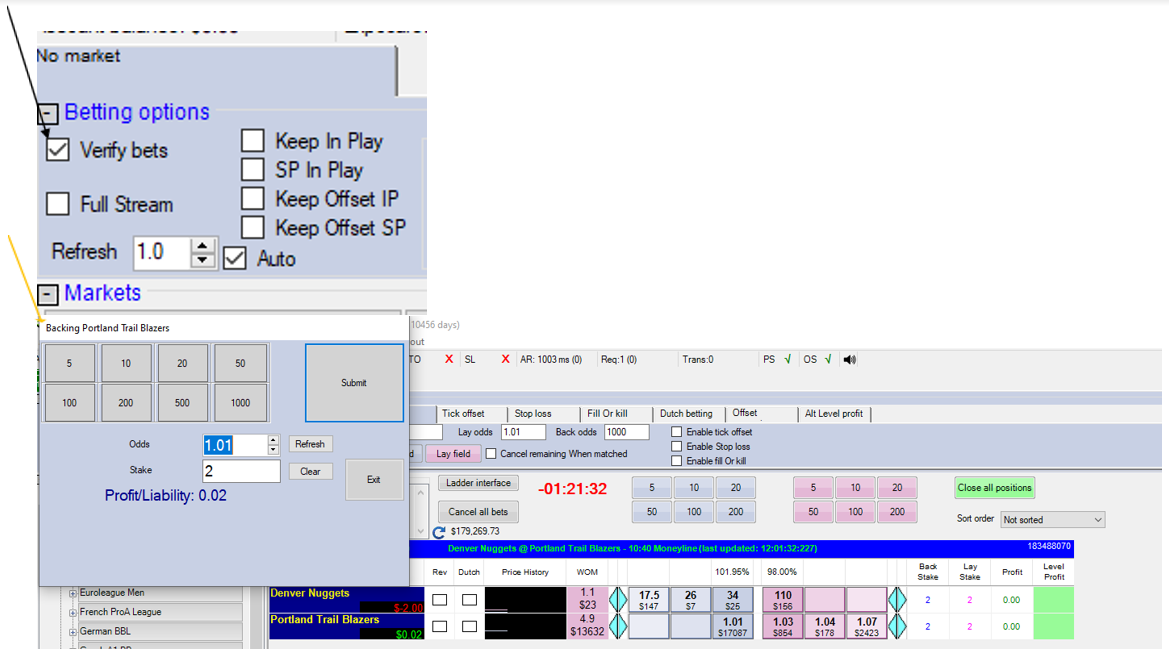 No market
Betting options
Verify bets
Keep In Play
SP In Play
Full Stream
Keep Offset IP
Keep Offset SP
Refresh 1.0 Auto
Markets
10456 days)
Backing Portland Trail Blazers
out
TO X SL X AR: 1003 ms (0) Req:1 (0) Trans:0 PS √ OS √
5 10 20 50
Submit
100 200 500 1000
Tick offset Stop loss Fill Or kill Dutch betting Offset Alt Level profit
Lay odds 1.01 Back odds 1000 Enable tick offset
Odds 1.01 Refresh
Enable Stop loss
d Lay field Cancel remaining When matched
Enable fill Or kill
Stake 2 Clear
Exit
Profit/Liability: 0.02
Ladder interface -01:21:32 5 10 20 5 10 20 Close all positions
Cancel all bets 50 100 200 50 100 200
Sort order Not sorted
$179,269.73
Denver Nuggets @ Portland Trail Blazers - 10:40 Moneyline (last updated: 12:01:32:227) 183488070
Rev Dutch Price History WOM 101.95% 98.00% Back Stake Lay Stake Profit Level Profit
Euroleague Men
Denver Nuggets 1.1 17.5 26 34 110
$-2.00 $23 $147 $7 $25 $156 2 2 0.00
French ProA League
Portland Trail Blazers 4.9 1.01 1.03 1.04 1.07
$0.02 $13632 $17087 $864 $178 $2423 2 2 0.00
German BBL